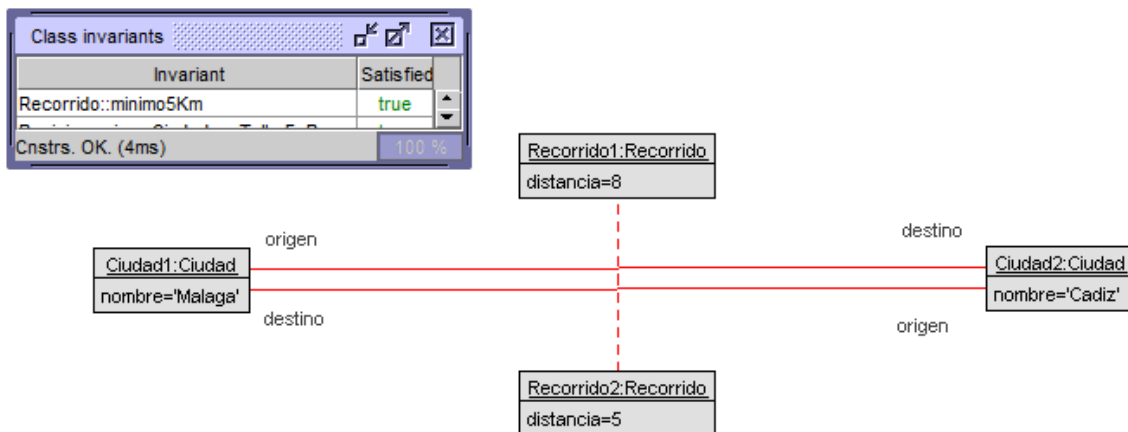 Class invariants
Invariant
Satisfied
Recorrido::minimo5Km
true
Cnstrs. OK. (4ms)
100 %
Recorrido1:Recorrido
distancia=8
origen
destino
Ciudad1:Ciudad
nombre='Malaga'
Ciudad2:Ciudad
nombre='Cadiz'
destino
origen
Recorrido2:Recorrido
distancia=5